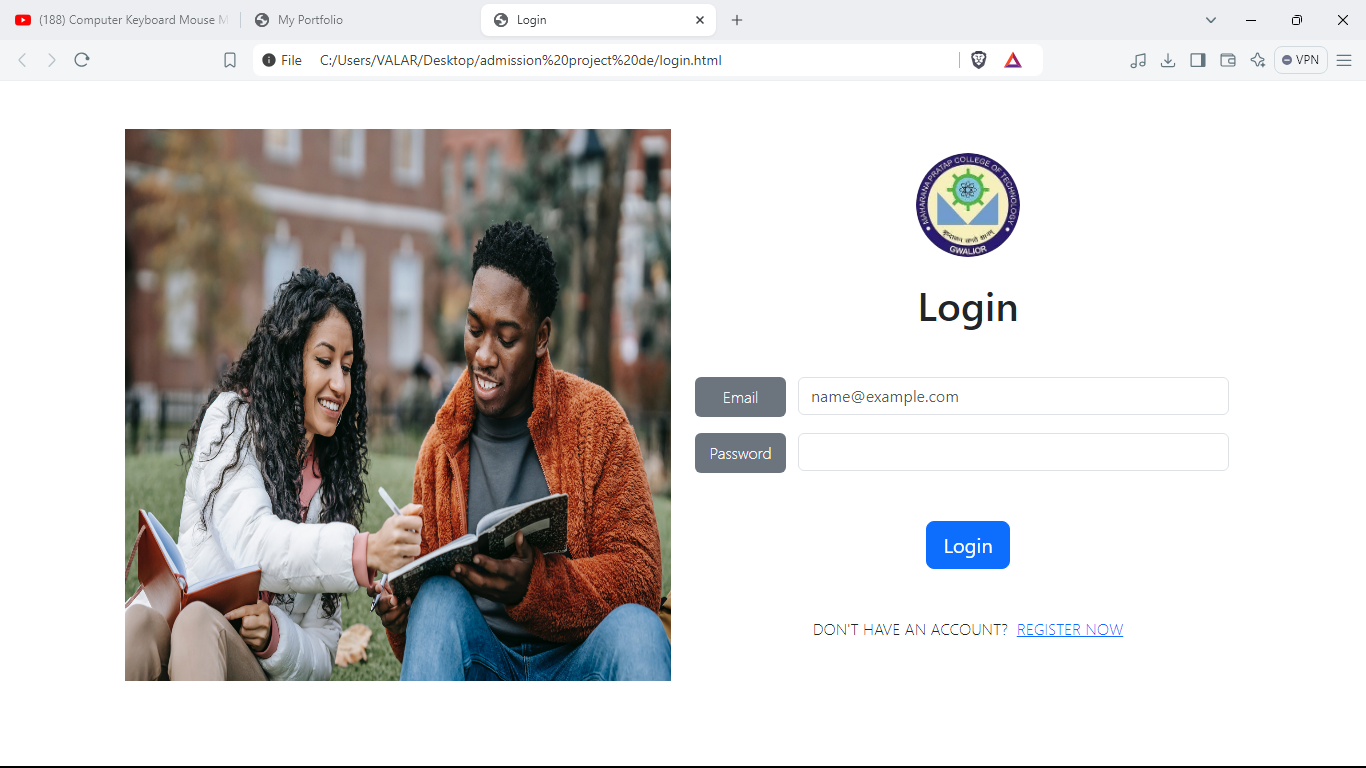 (188) Computer Keyboard Mouse M
My Portfolio
Login
File C:/Users/VALAR/Desktop/admission%20project%20de/login.html
VPN
MAHARANA PRATAP COLLEGE OF TECHNOLOGY
GWALIOR
Login
Email
name@example.com
Password
Login
DON'T HAVE AN ACCOUNT? REGISTER NOW